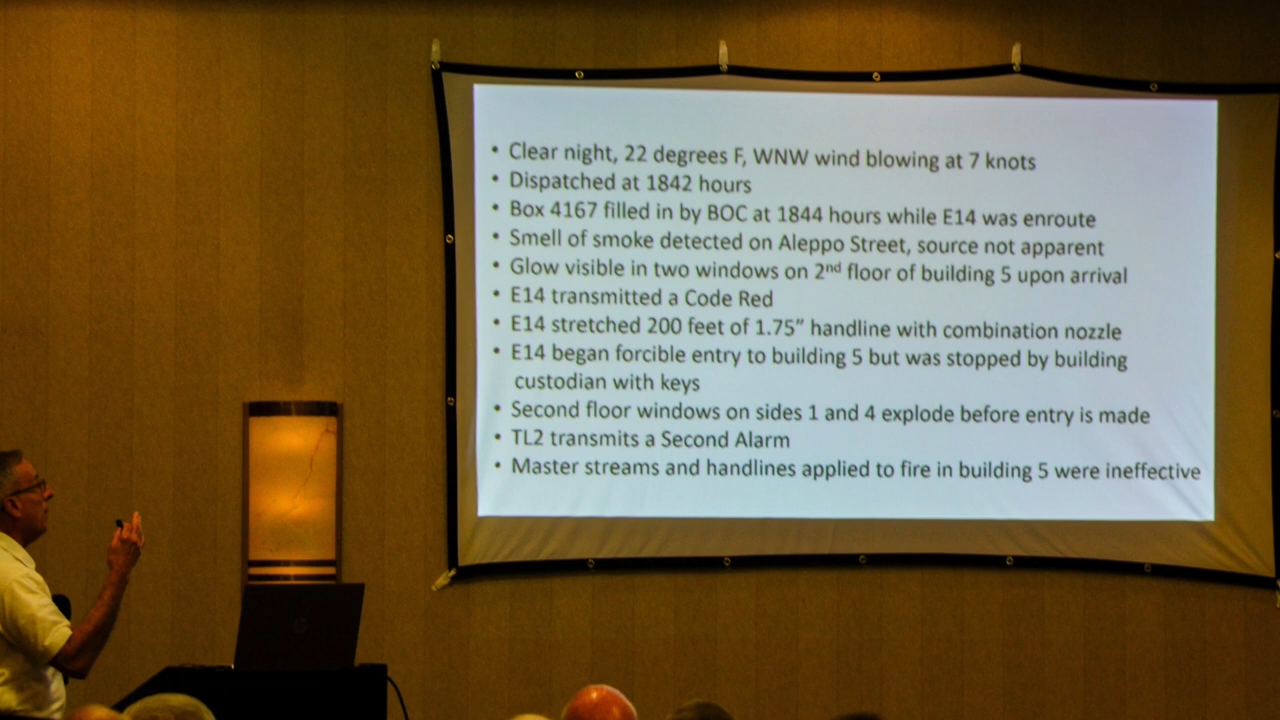 • Clear night, 22 degrees F, WNW wind blowing at 7 knots
• Dispatched at 1842 hours
• Box 4167 filled in by BOC at 1844 hours while E14 was enroute
• Smell of smoke detected on Aleppo Street, source not apparent
• Glow visible in two windows on 2nd floor of building 5 upon arrival
• E14 transmitted a Code Red
• E14 stretched 200 feet of 1.75” handline with combination nozzle
• E14 began forcible entry to building 5 but was stopped by building
custodian with keys
• Second floor windows on sides 1 and 4 explode before entry is made
• TL2 transmits a Second Alarm
• Master streams and handlines applied to fire in building 5 were ineffective